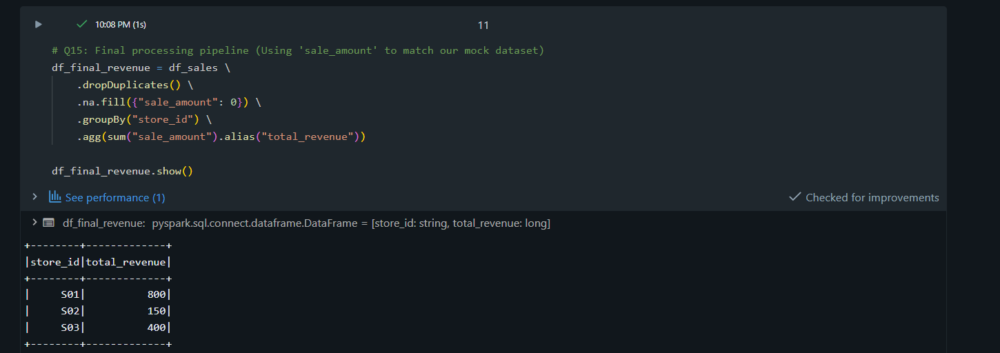 10:08 PM (1s)
11
# Q15: Final processing pipeline (Using 'sale_amount' to match our mock dataset)
df_final_revenue = df_sales \
    .dropDuplicates() \
    .na.fill({"sale_amount": 0}) \
    .groupBy("store_id") \
    .agg(sum("sale_amount").alias("total_revenue"))

df_final_revenue.show()
See performance (1)
Checked for improvements
df_final_revenue: pyspark.sql.connect.dataframe.DataFrame = [store_id: string, total_revenue: long]
+--------+-------------+
|store_id|total_revenue|
+--------+-------------+
|     S01|          800|
|     S02|          150|
|     S03|          400|
+--------+-------------+